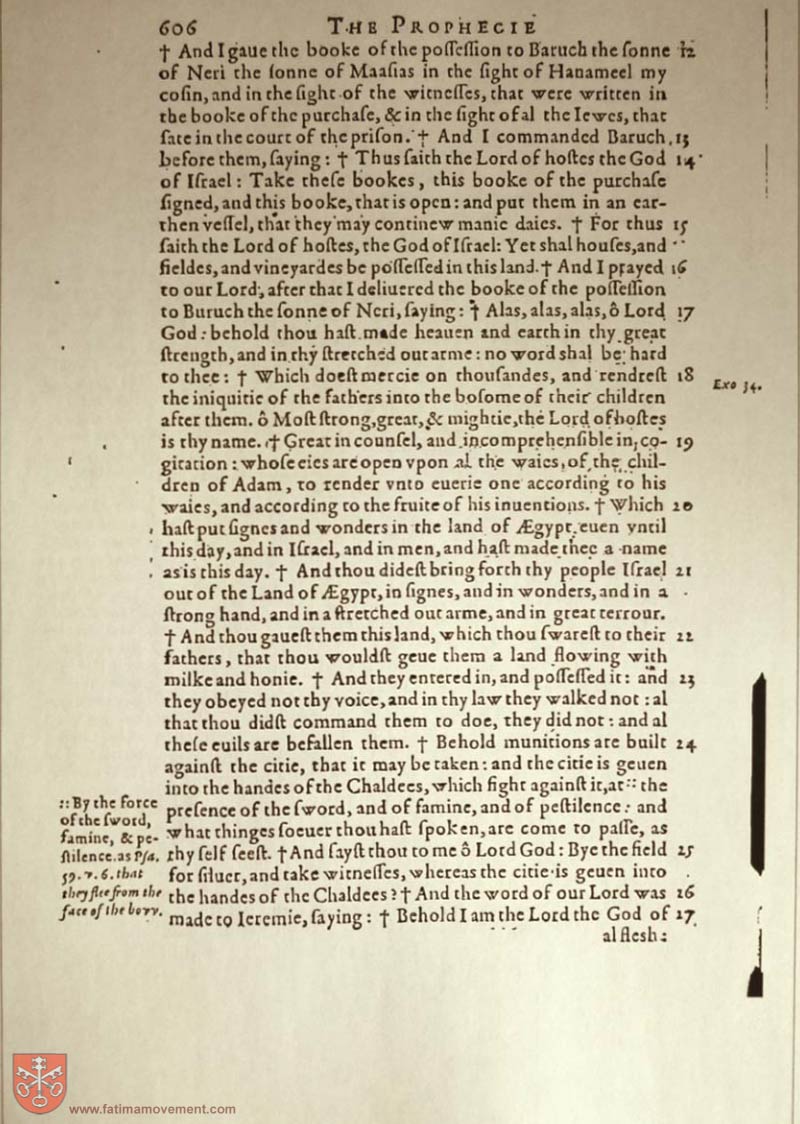 606 THE PROPHECIE
† And I gaue the booke of the poſſeſſion to Baruch the ſonne 12
of Neri the ſonne of Maaſias in the ſight of Hanameel my
coſin, and in the ſight of the witneſſes, that were written in
the booke of the purchaſe, & in the ſight of al the Iewes, that
ſate in the court of the priſon. † And I commanded Baruch 13
before them, ſaying: † Thus ſaith the Lord of hoſtes the God 14
of Iſrael: Take theſe bookes, this booke of the purchaſe
ſigned, and this booke, that is open: and put them in an ear-
then veſſel, that they may continew manie daies. † For thus 15
ſaith the Lord of hoſtes, the God of Iſrael: Yet shal houſes, and
fieldes, and vineyardes be poſſeſſed in this land. † And I prayed 16
to our Lord, after that I deliuered the booke of the poſſeſſion
to Buruch the ſonne of Neri, ſaying: † Alas, alas, alas, ô Lord 17
God: behold thou haſt made heauen and earth in thy great
ſtrength, and in thy ſtretched out arme: no word shal be hard
to thee: † Which doeſt mercie on thouſandes, and rendreſt 18
Exo 34.
the iniquitie of the fathers into the boſome of their children
after them. ô Moſt ſtrong, great, & mightie, the Lord of hoſtes
is thy name. † Great in counſel, and incomprehenſible in co- 19
gitation: whoſe eies are open vpon al the waies, of the chil-
dren of Adam, to render vnto euerie one according to his
waies, and according to the fruite of his inuentions. † Which 20
haſt put ſignes and wonders in the land of Ægypt euen vntil
this day, and in Iſrael, and in men, and haſt made thee a name
as is this day. † And thou dideſt bring forth thy people Iſrael 21
out of the Land of Ægypt, in ſignes, and in wonders, and in a
ſtrong hand, and in a ſtretched out arme, and in great terrour.
† And thou gaueſt them this land, which thou ſwareſt to their 22
fathers, that thou wouldſt geue them a land flowing with
milke and honie. † And they entered in, and poſſeſſed it: and 23
they obeyed not thy voice, and in thy law they walked not: al
that thou didſt command them to doe, they did not: and al
theſe euils are befallen them. † Behold munitions are built 24
againſt the citie, that it may be taken: and the citie is geuen
into the handes of the Chaldees, which fight againſt it, at :: the
preſence of the ſword, and of famine, and of peſtilence: and
what thinges ſoeuer thou haſt ſpoken, are come to paſſe, as
thy ſelf ſeeſt. † And ſayſt thou to me ô Lord God: Bye the field 25
for ſiluer, and take witneſſes, whereas the citie is geuen into
the handes of the Chaldees? † And the word of our Lord was 26
made to Ieremie, ſaying: † Behold I am the Lord the God of 27
al flesh:
:: By the force
of the ſword,
famine, & pe-
ſtilence. as Pſa.
59. v. 6. that
they flee from the
face of the bovv.
www.fatimamovement.com